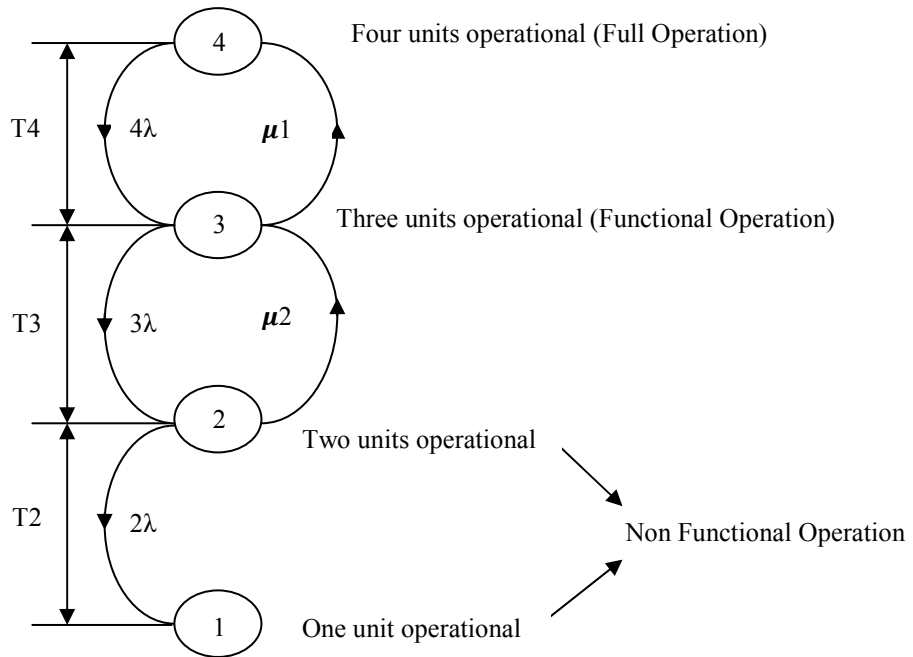 4
Four units operational (Full Operation)
T4
4λ
μ1
3
Three units operational (Functional Operation)
T3
3λ
μ2
2
Two units operational
T2
2λ
Non Functional Operation
1
One unit operational